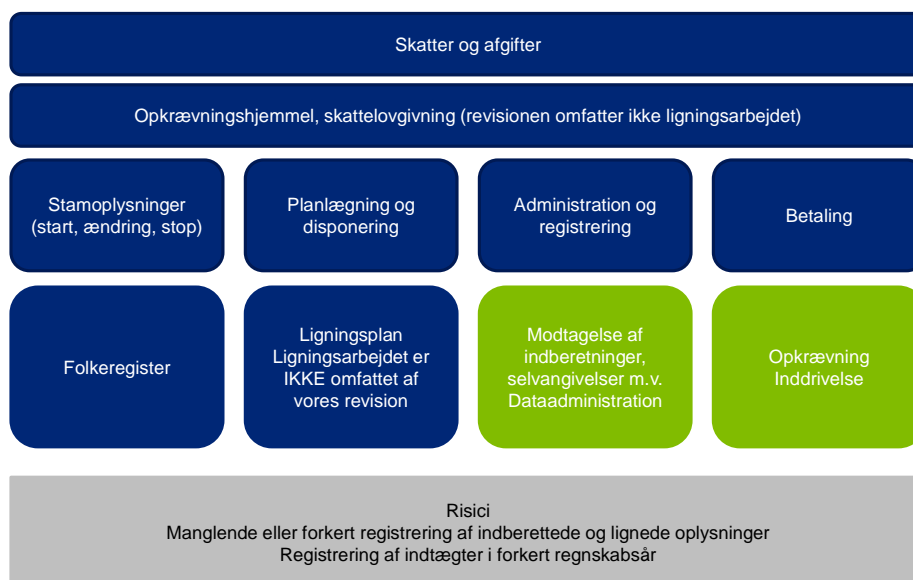 Skatter og afgifter
Opkrævningshjemmel, skattelovgivning (revisionen omfatter ikke ligningsarbejdet)
Stamoplysninger
(start, ændring, stop)
Planlægning og
disponering
Administration og
registrering
Betaling
Folkeregister
Ligningsplan
Ligningsarbejdet er
IKKE omfattet af
vores revision
Modtagelse af
indberetninger,
selvangivelser m.v.
Dataadministration
Opkrævning
Inddrivelse
Risici
Manglende eller forkert registrering af indberettede og lignede oplysninger
Registrering af indtægter i forkert regnskabsår